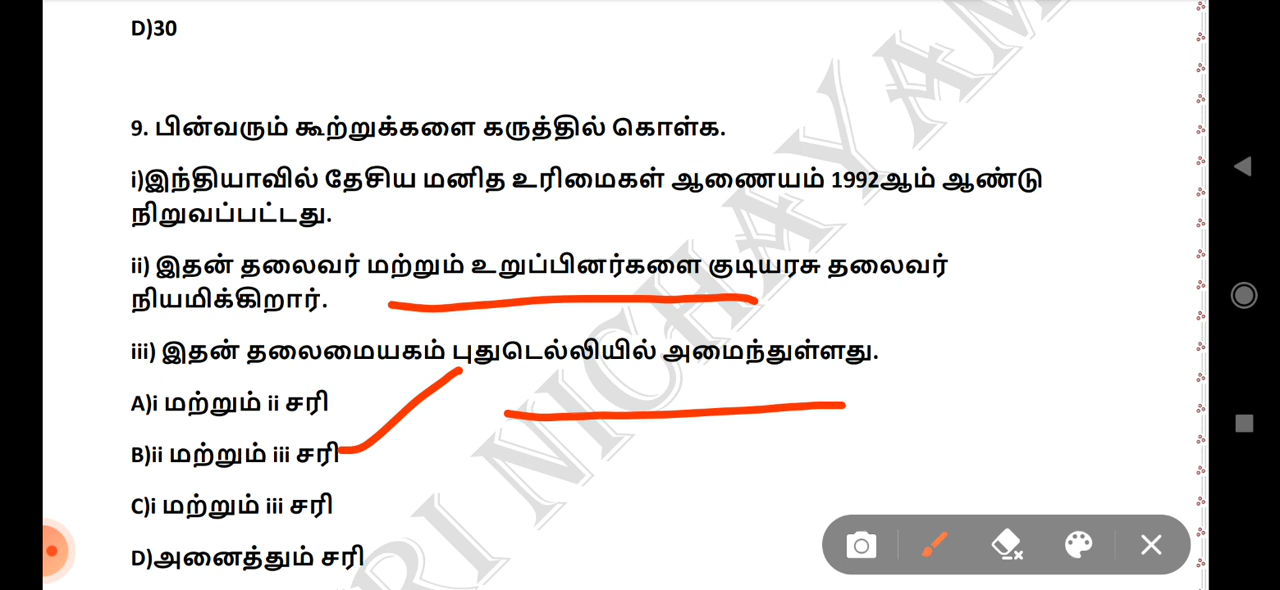 D)30
9. பின்வரும் கூற்றுக்களை கருத்தில் கொள்க.
i)இந்தியாவில் தேசிய மனித உரிமைகள் ஆணையம் 1992ஆம் ஆண்டு
நிறுவப்பட்டது.
ii) இதன் தலைவர் மற்றும் உறுப்பினர்களை குடியரசு தலைவர்
நியமிக்கிறார்.
iii) இதன் தலைமையகம் புதுடெல்லியில் அமைந்துள்ளது.
A)i மற்றும் ii சரி
B)ii மற்றும் iii சரி
C)i மற்றும் iii சரி
D)அனைத்தும் சரி
RI NICHAYAM